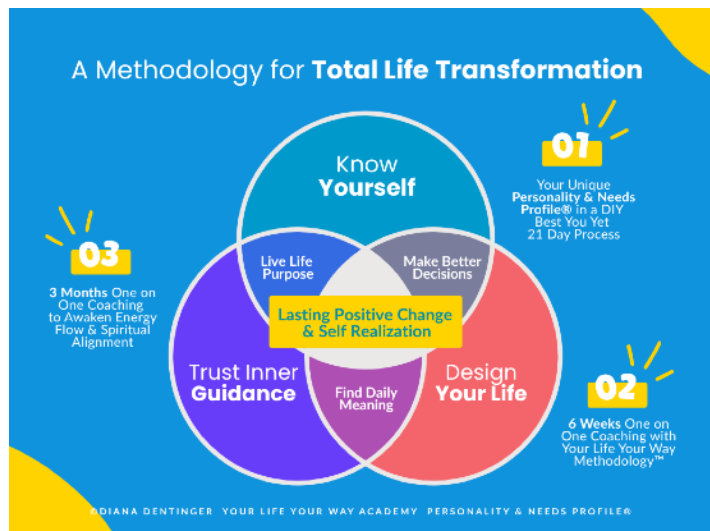 A Methodology for Total Life Transformation
Know
Yourself
01
Your Unique
Personality & Needs
Profile® in a DIY
Best You Yet
21 Day Process
03
3 Months One on
One Coaching
to Awaken Energy
Flow & Spiritual
Alignment
Live Life
Purpose
Make Better
Decisions
Lasting Positive Change
& Self Realization
Trust Inner
Guidance
Find Daily
Meaning
Design
Your Life
02
6 Weeks One on
One Coaching with
Your Life Your Way
Methodology™
©DIANA DENTINGER YOUR LIFE YOUR WAY ACADEMY PERSONALITY & NEEDS PROFILE®